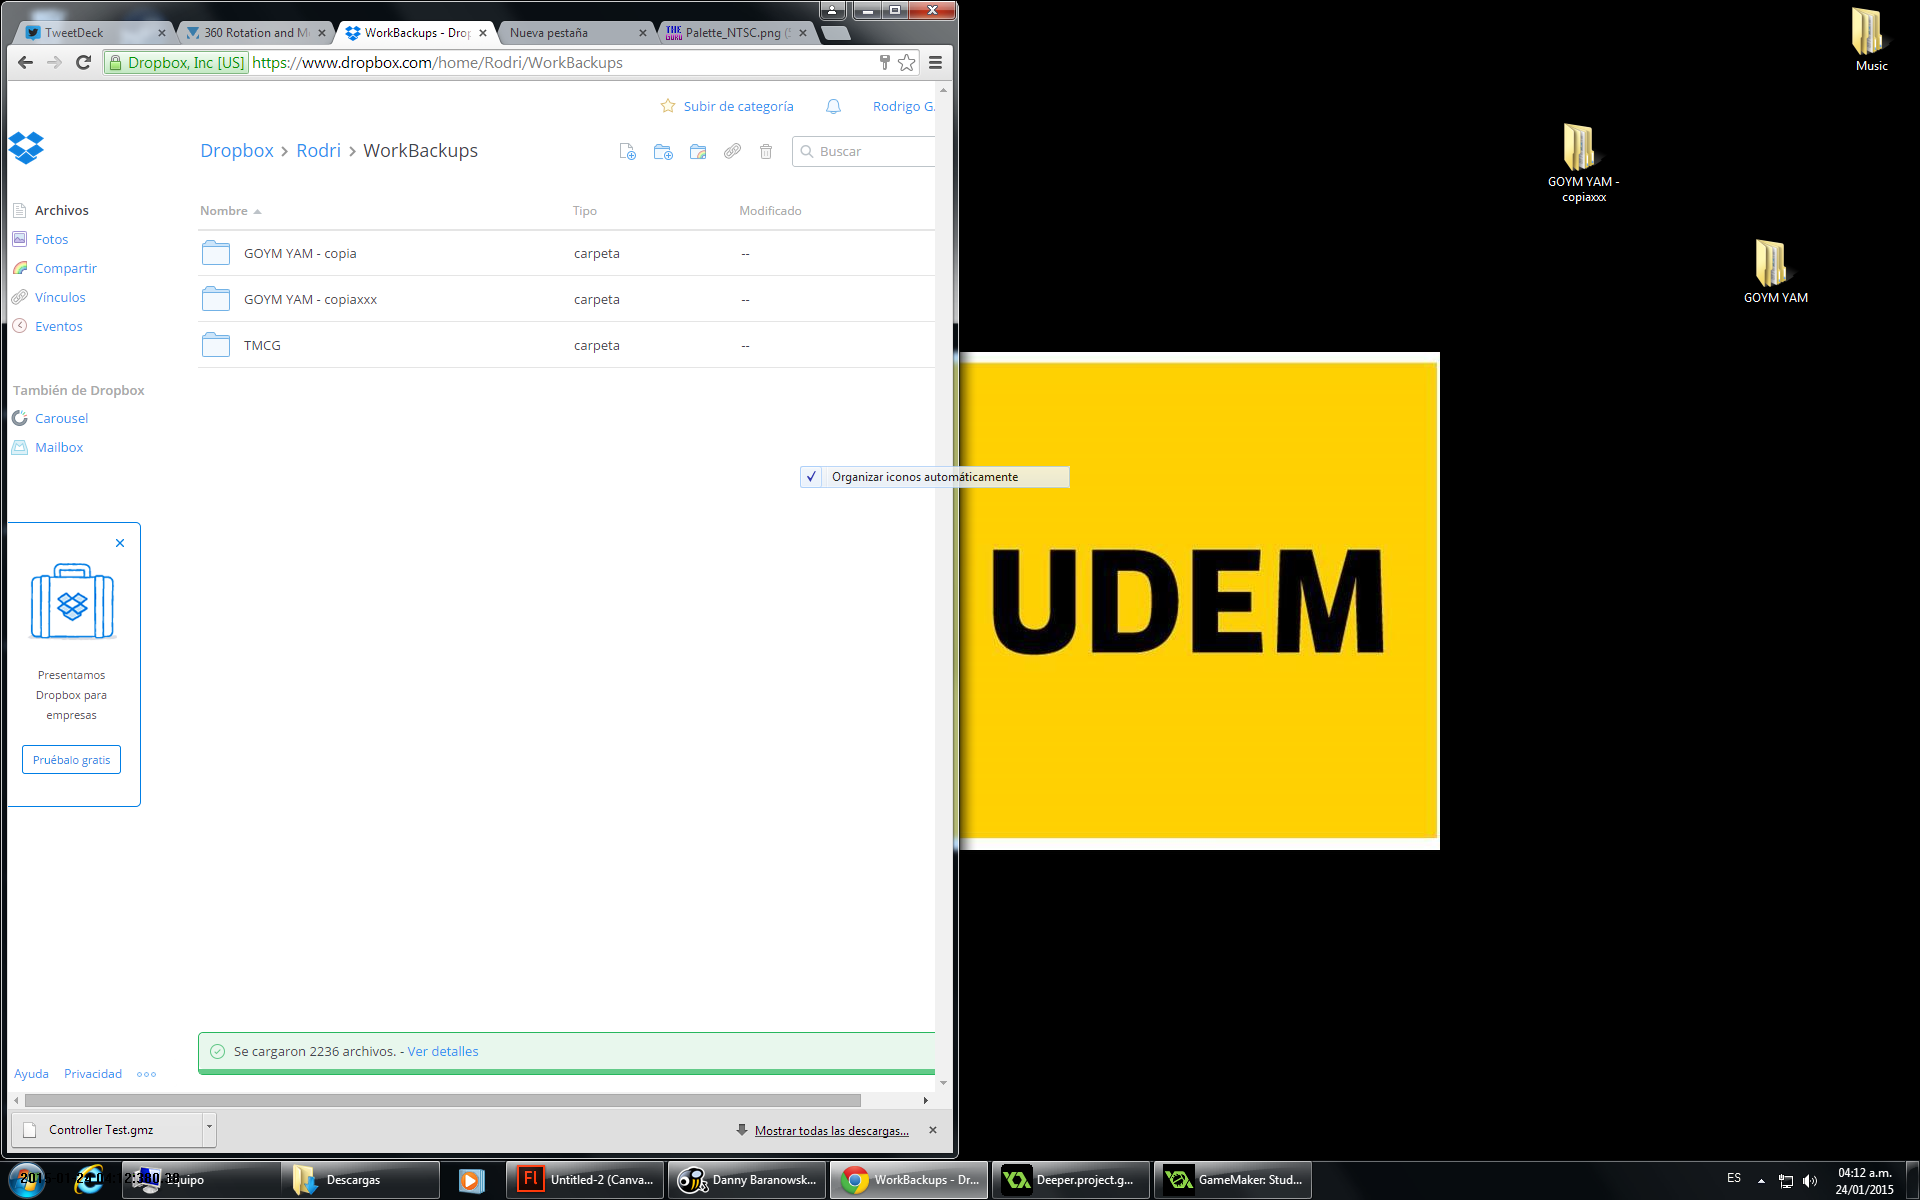 TweetDeck
360 Rotation and M
WorkBackups - Drop
Nueva pestaña
THE GURU
Palette_NTSC.png (
Dropbox, Inc [US]
https://www.dropbox.com/home/Rodri/WorkBackups
Subir de categoría
Rodrigo G.
Dropbox > Rodri > WorkBackups
Buscar
Archivos
Fotos
Compartir
Vínculos
Eventos
También de Dropbox
Carousel
Mailbox
Nombre
Tipo
Modificado
GOYM YAM - copia
carpeta
--
GOYM YAM - copiaxxx
carpeta
--
TMCG
carpeta
--
Organizar iconos automáticamente
Presentamos
Dropbox para
empresas
Pruébalo gratis
Se cargaron 2236 archivos. - Ver detalles
Ayuda
Privacidad
Controller Test.gmz
Mostrar todas las descargas...
Music
GOYM YAM -
copiaxxx
GOYM YAM
UDEM
Equipo
Descargas
Fl
Untitled-2 (Canva...
Danny Baranowsk...
WorkBackups - Dr...
Deeper.project.g...
GameMaker: Stud...
ES
04:12 a.m.
24/01/2015